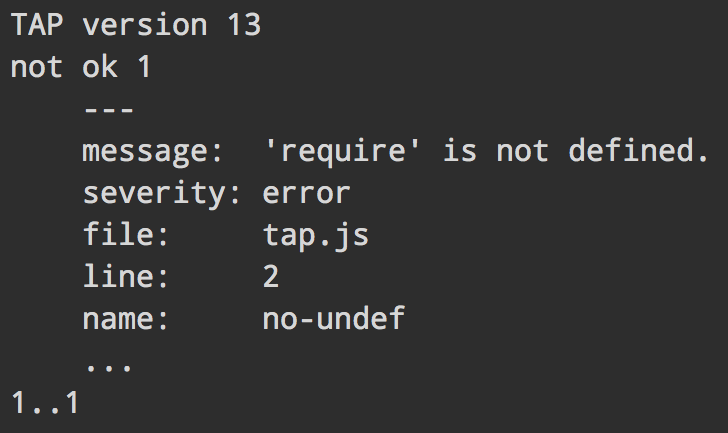 TAP version 13
not ok 1
    ---
    message:  'require' is not defined.
    severity: error
    file:     tap.js
    line:     2
    name:     no-undef
    ...
1..1